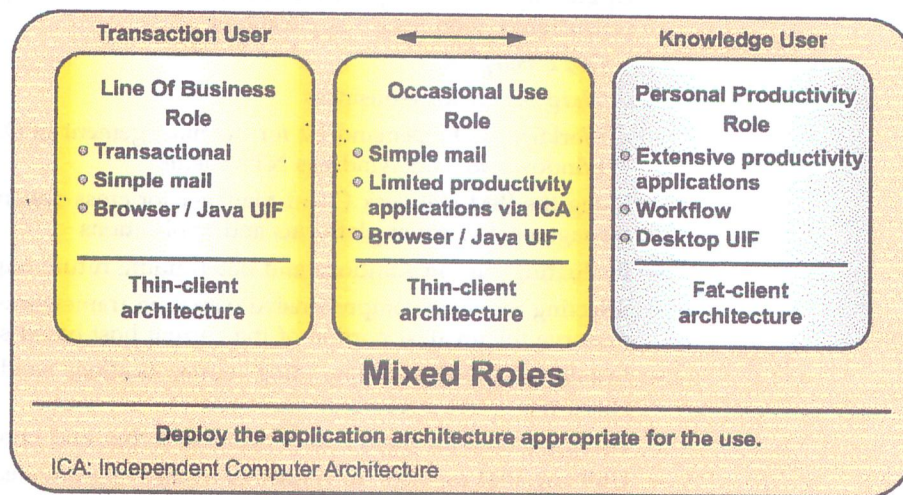 Transaction User
Knowledge User
Line Of Business
Role
Transactional
Simple mail
Browser / Java UIF
Thin-client
architecture
Occasional Use
Role
Simple mail
Limited productivity
applications via ICA
Browser / Java UIF
Thin-client
architecture
Personal Productivity
Role
Extensive productivity
applications
Workflow
Desktop UIF
Fat-client
architecture
Mixed Roles
Deploy the application architecture appropriate for the use.
ICA: Independent Computer Architecture